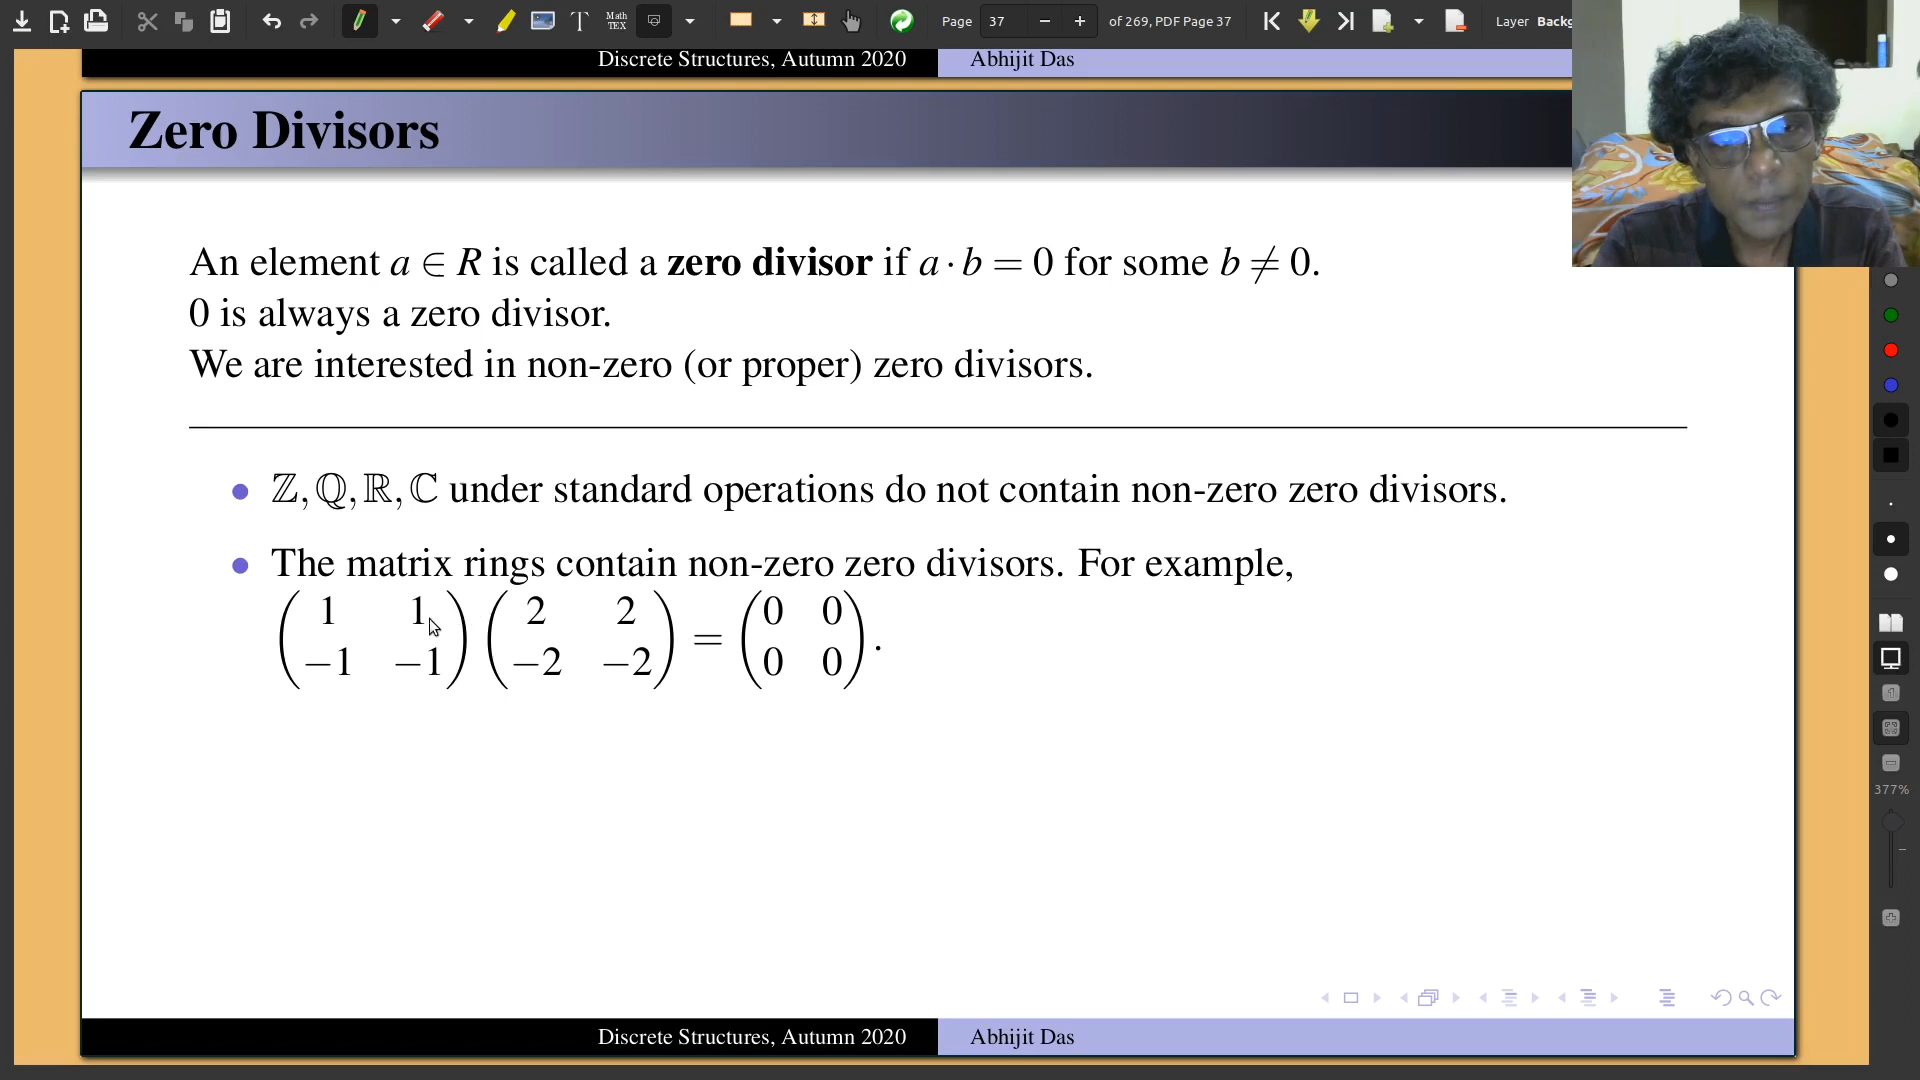 Page 37 of 269, PDF Page 37 Layer
Math
TEX
T
Discrete Structures, Autumn 2020 Abhijit Das
Zero Divisors
An element a ∈ R is called a zero divisor if a · b = 0 for some b ≠ 0.
0 is always a zero divisor.
We are interested in non-zero (or proper) zero divisors.
• ℤ, ℚ, ℝ, ℂ under standard operations do not contain non-zero zero divisors.
• The matrix rings contain non-zero zero divisors. For example,
( 1 1 ) ( 2 2 ) = ( 0 0 )
( −1 −1 ) ( −2 −2 ) ( 0 0 ) .
377%
Discrete Structures, Autumn 2020 Abhijit Das